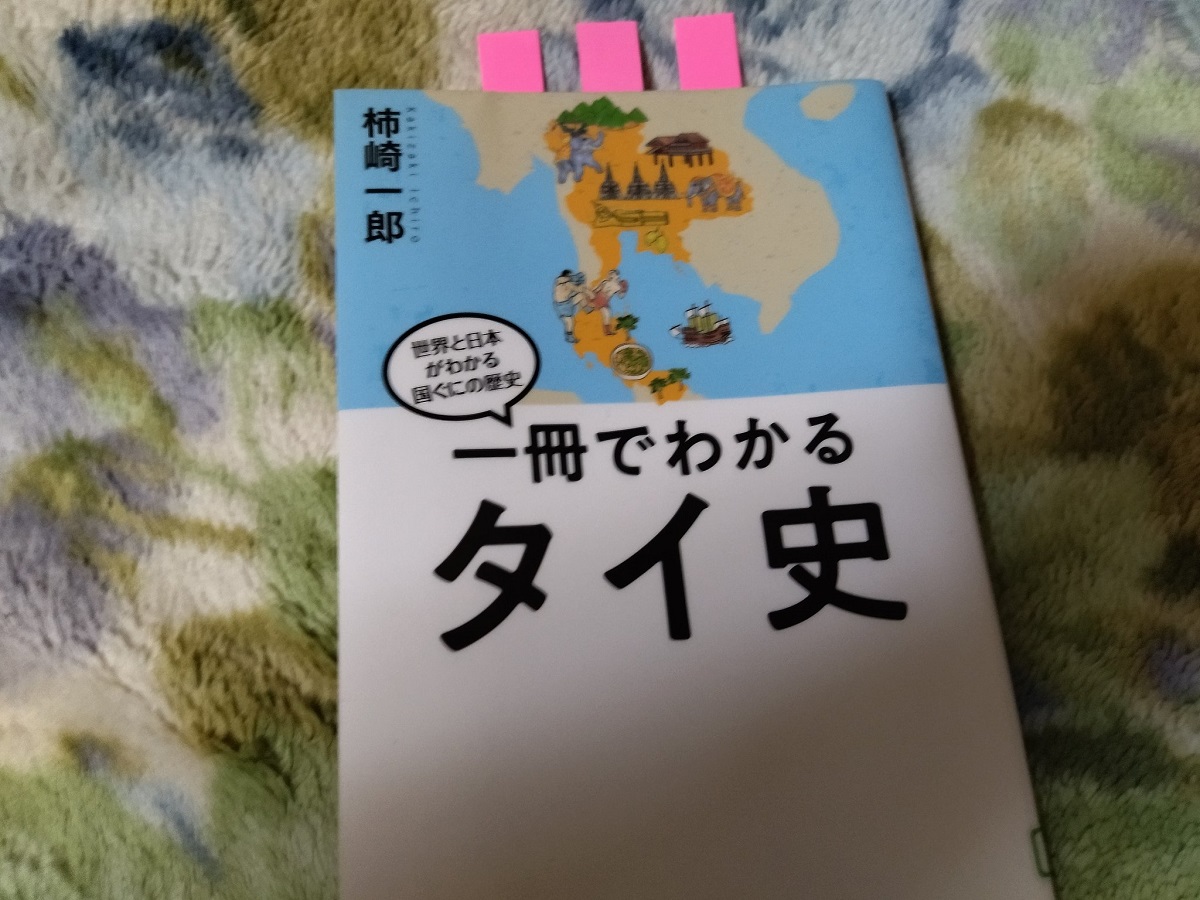 柿崎一郎
Kakizaki Ichiro
世界と日本
がわかる
国ぐにの歴史
一冊でわかる
タイ史